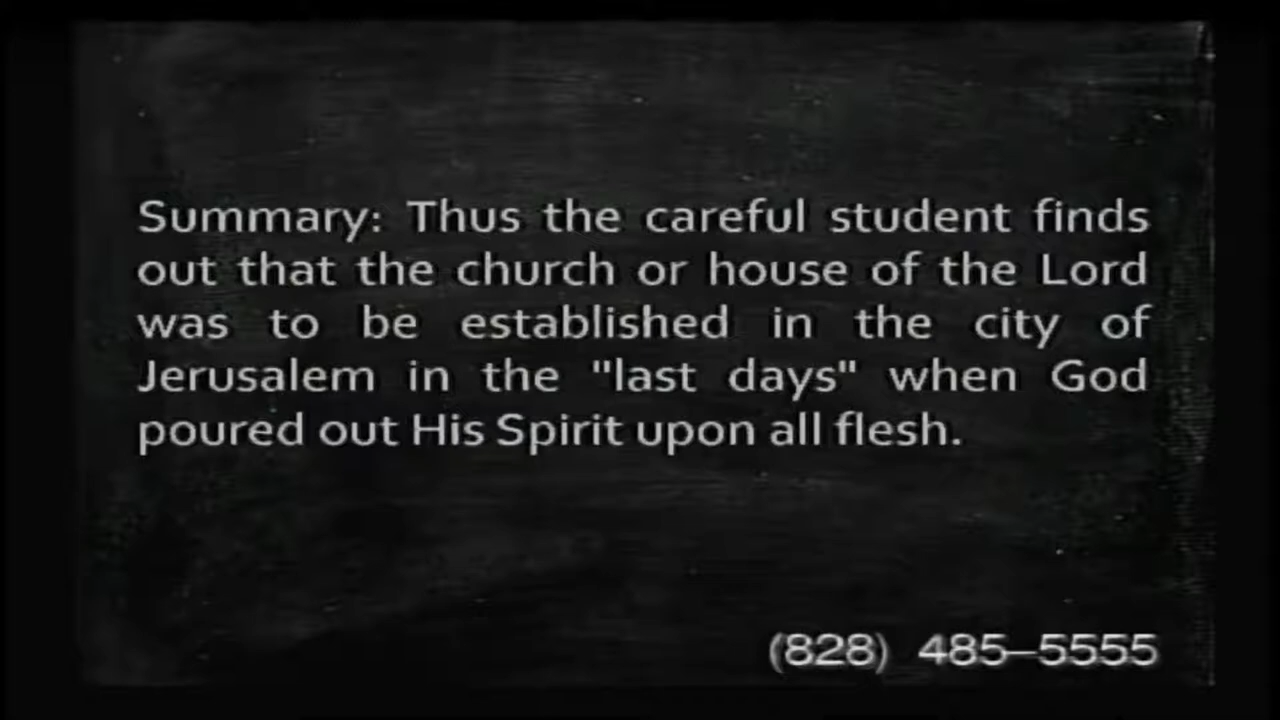 Summary: Thus the careful student finds
out that the church or house of the Lord
was to be established in the city of
Jerusalem in the "last days" when God
poured out His Spirit upon all flesh.
(828) 485–5555